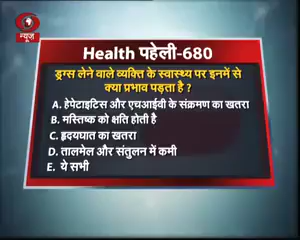 न्यूज़
Health पहेली-680
ड्रग्स लेने वाले व्यक्ति के स्वास्थ्य पर इनमें से
क्या प्रभाव पड़ता है ?
A. हेपेटाइटिस और एचआईवी के संक्रमण का खतरा
B. मस्तिष्क को क्षति होती है
C. हृदयघात का खतरा
D. तालमेल और संतुलन में कमी
E. ये सभी